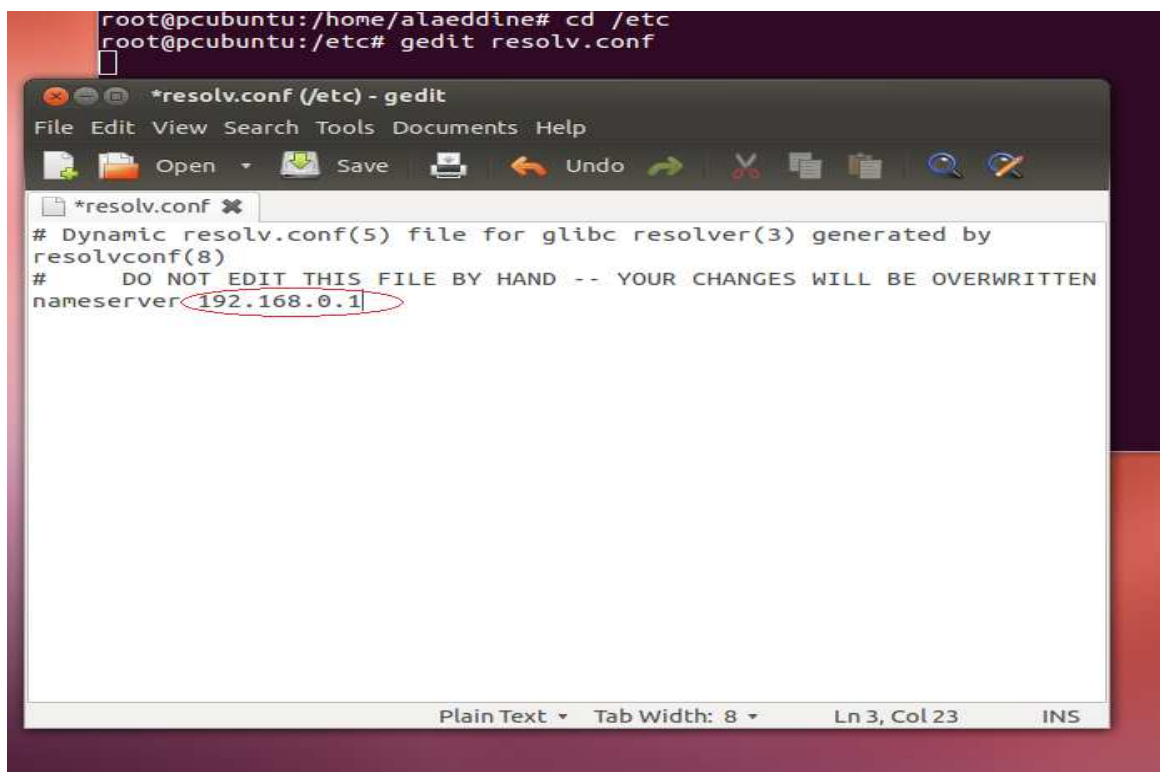 root@pcubuntu:/home/alaeddine# cd /etc
root@pcubuntu:/etc# gedit resolv.conf
*resolv.conf (/etc) - gedit
File Edit View Search Tools Documents Help
Open Save Undo
*resolv.conf
# Dynamic resolv.conf(5) file for glibc resolver(3) generated by
resolvconf(8)
#     DO NOT EDIT THIS FILE BY HAND -- YOUR CHANGES WILL BE OVERWRITTEN
nameserver 192.168.0.1
Plain Text Tab Width: 8 Ln 3, Col 23 INS